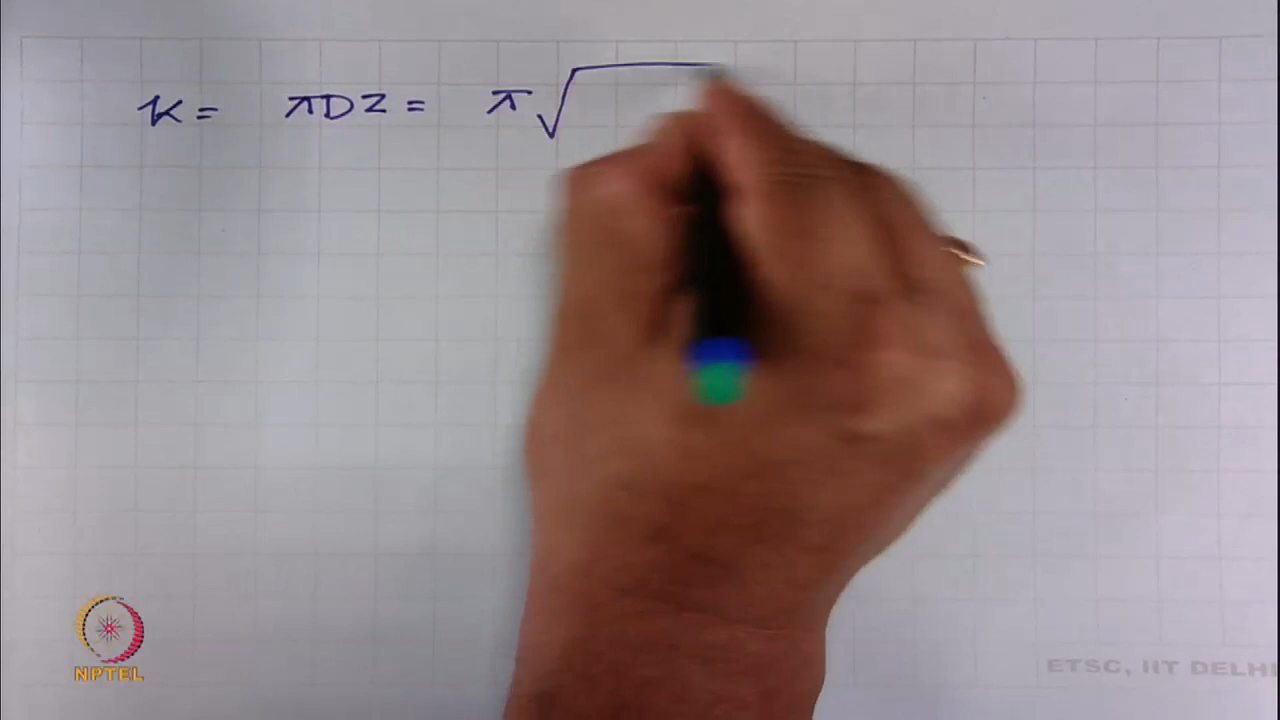 K = πDZ = π√
NPTEL
ETSC, IIT DELHI